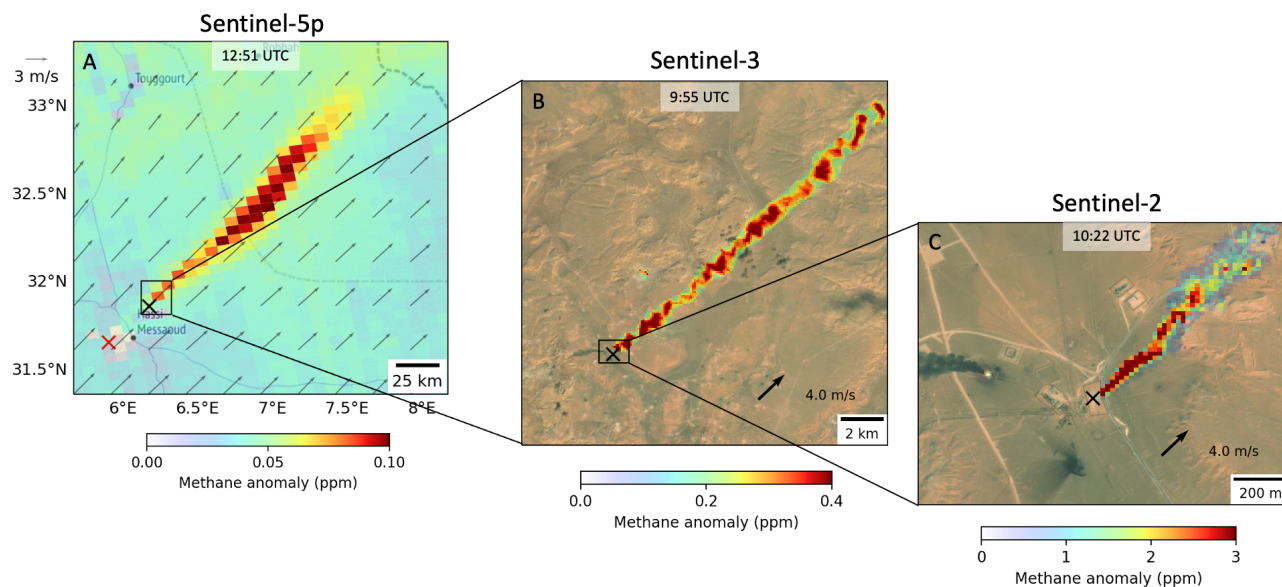 Sentinel-5p
A
12:51 UTC
Robbah
Touggourt
3 m/s
33°N
32.5°N
32°N
31.5°N
Hassi
Messaoud
25 km
6°E 6.5°E 7°E 7.5°E 8°E
0.00 0.05 0.10
Methane anomaly (ppm)
Sentinel-3
B
9:55 UTC
4.0 m/s
2 km
0.0 0.2 0.4
Methane anomaly (ppm)
Sentinel-2
C
10:22 UTC
4.0 m/s
200 m
0 1 2 3
Methane anomaly (ppm)